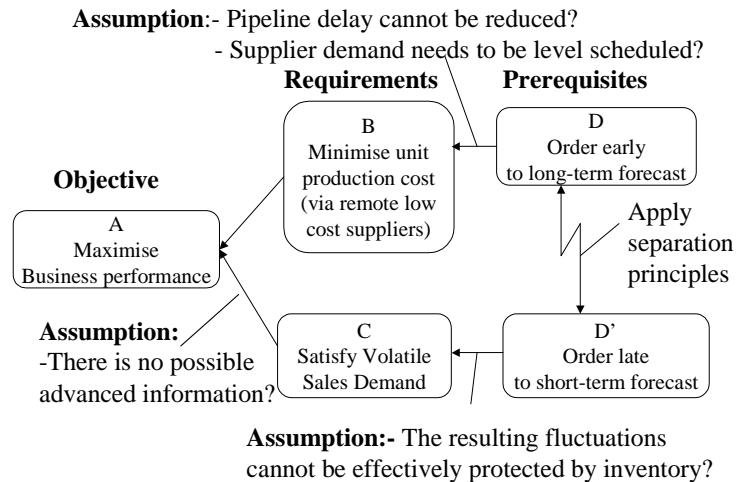 Assumption:- Pipeline delay cannot be reduced?
- Supplier demand needs to be level scheduled?
Requirements
Prerequisites
B
Minimise unit
production cost
(via remote low
cost suppliers)
D
Order early
to long-term forecast
Objective
A
Maximise
Business performance
Apply
separation
principles
Assumption:
-There is no possible
advanced information?
C
Satisfy Volatile
Sales Demand
D’
Order late
to short-term forecast
Assumption:- The resulting fluctuations
cannot be effectively protected by inventory?